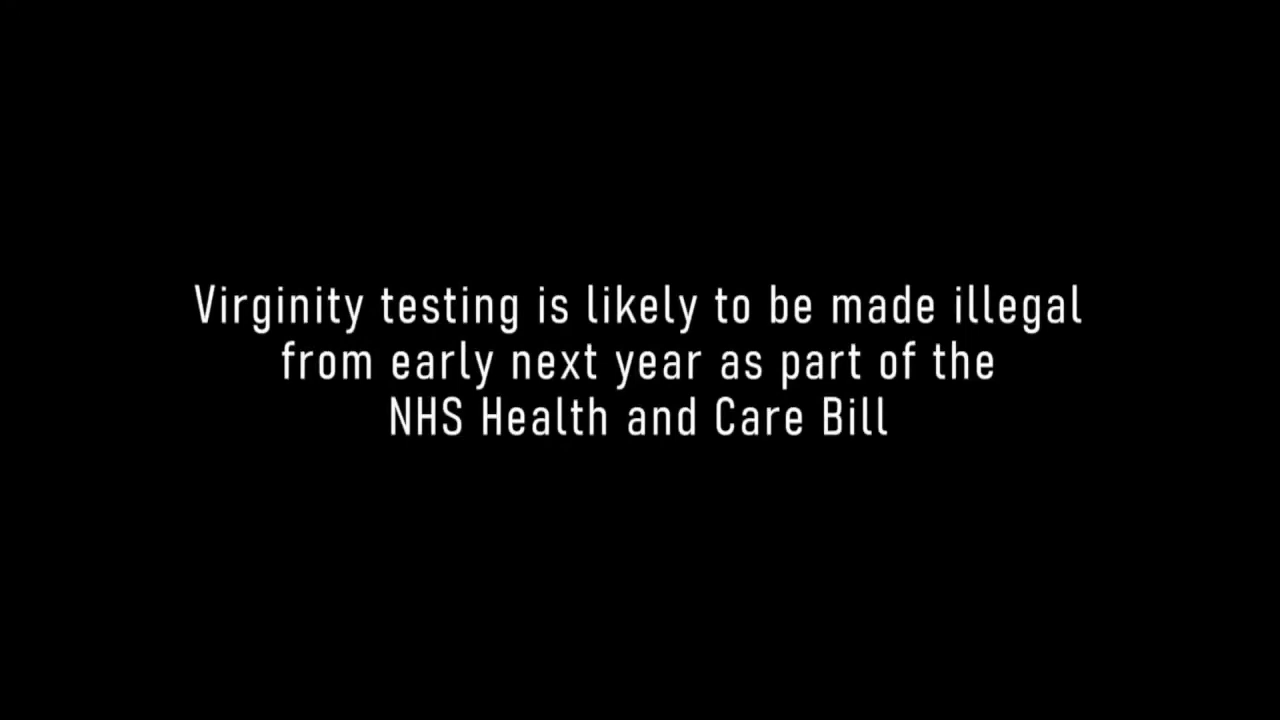 Virginity testing is likely to be made illegal
from early next year as part of the
NHS Health and Care Bill